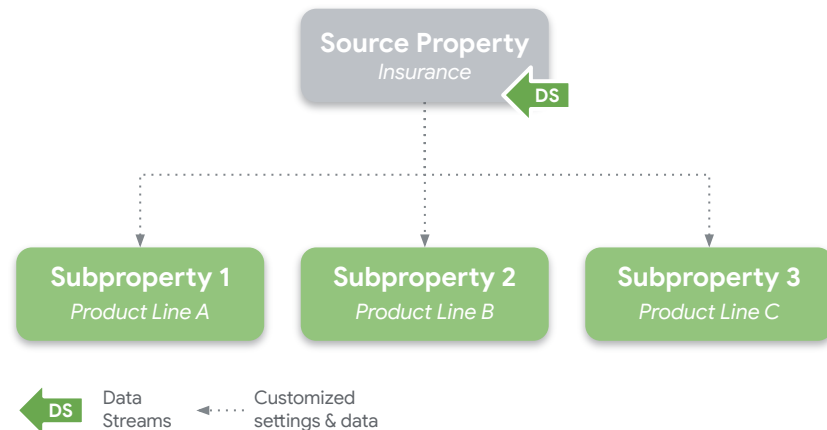 Source Property
Insurance
DS
Subproperty 1
Product Line A
Subproperty 2
Product Line B
Subproperty 3
Product Line C
DS
Data
Streams
Customized
settings & data